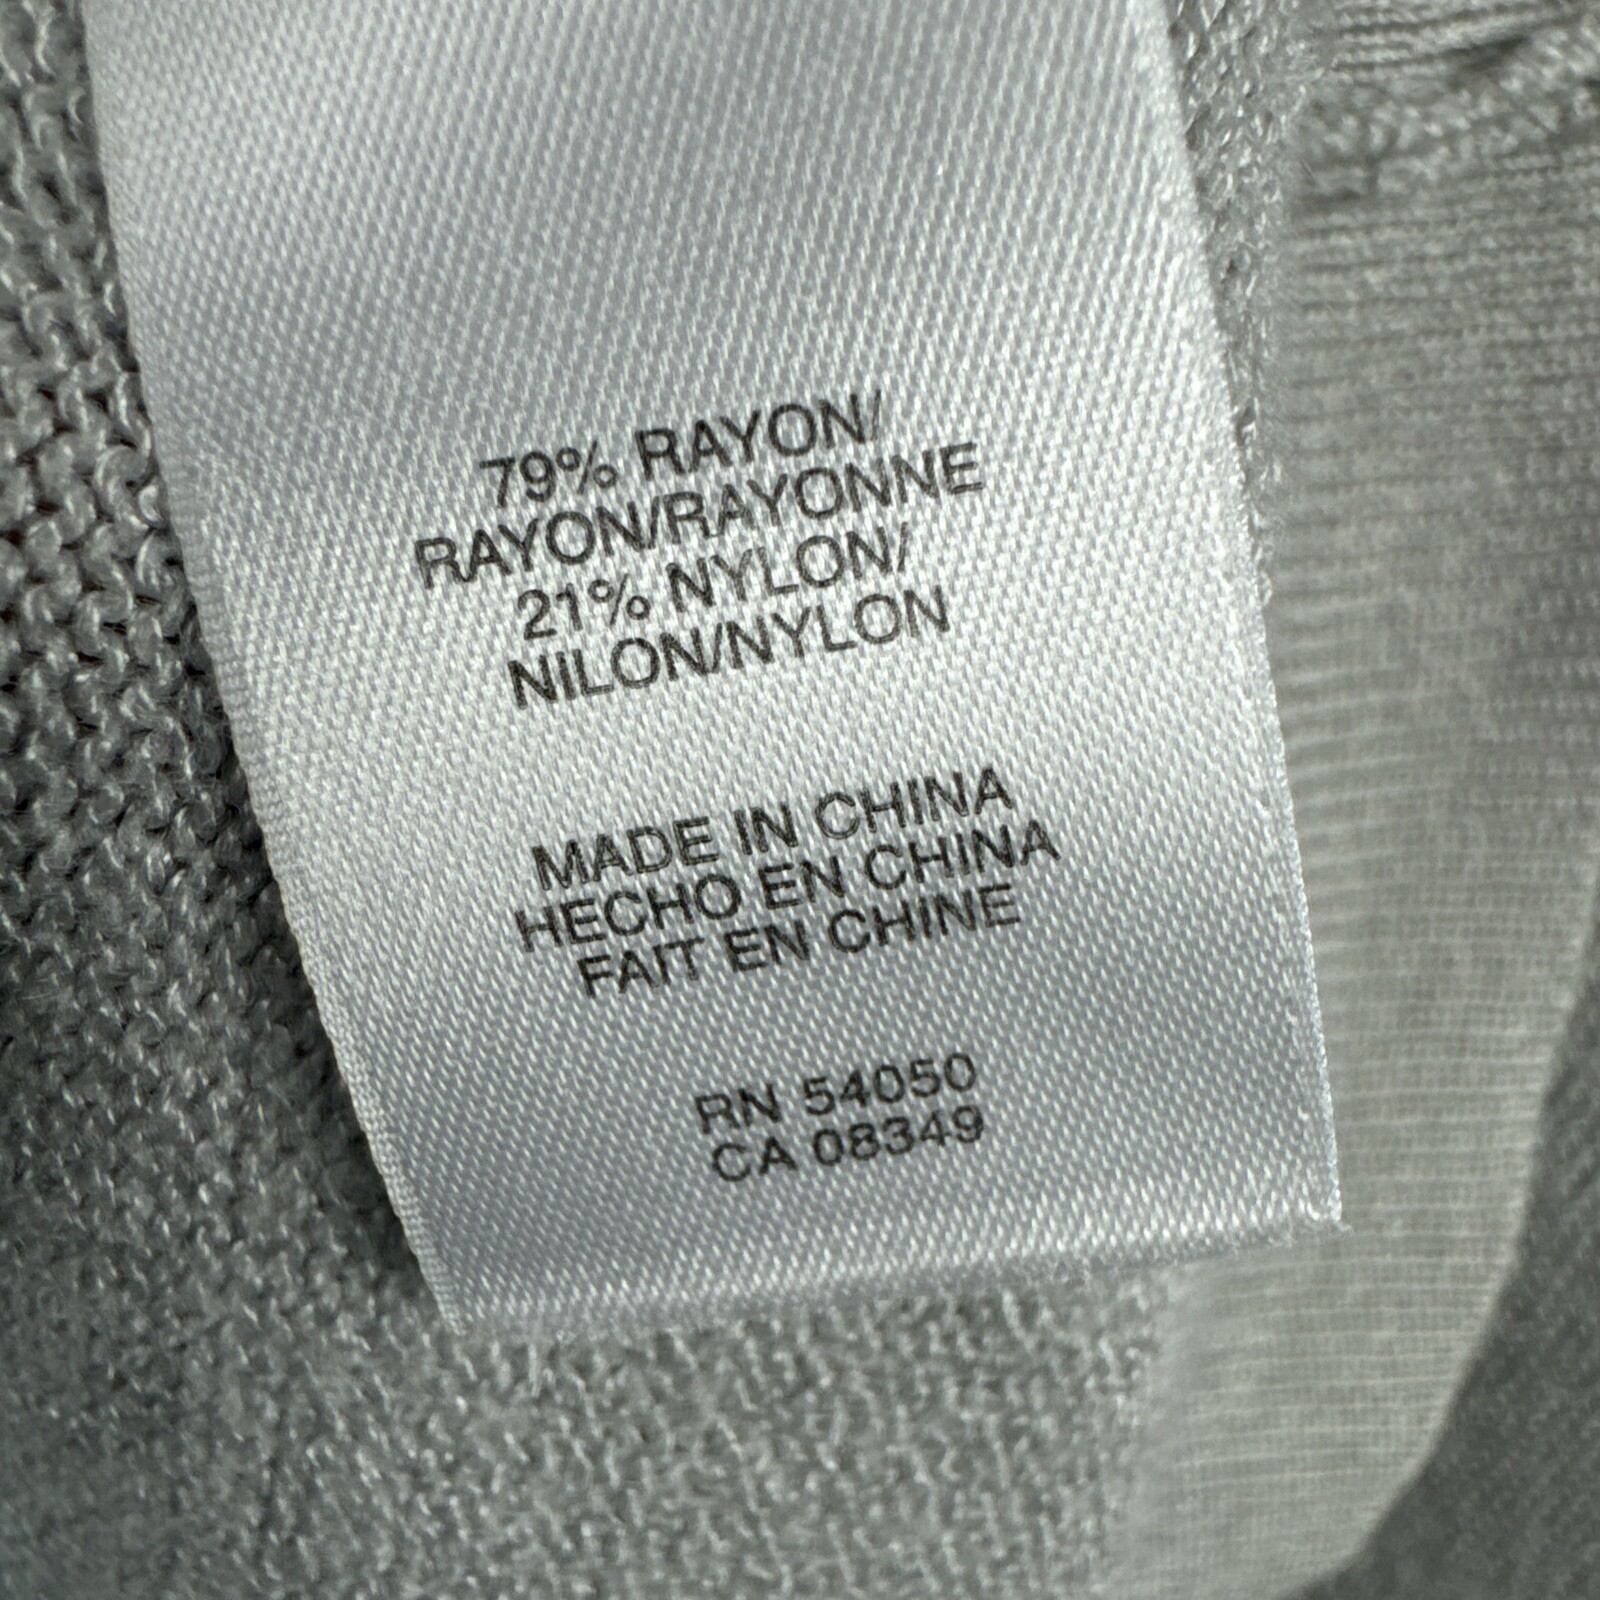 79% RAYON/
RAYON/RAYONNE
21% NYLON/
NILON/NYLON
MADE IN CHINA
HECHO EN CHINA
FAIT EN CHINE
RN 54050
CA 08349